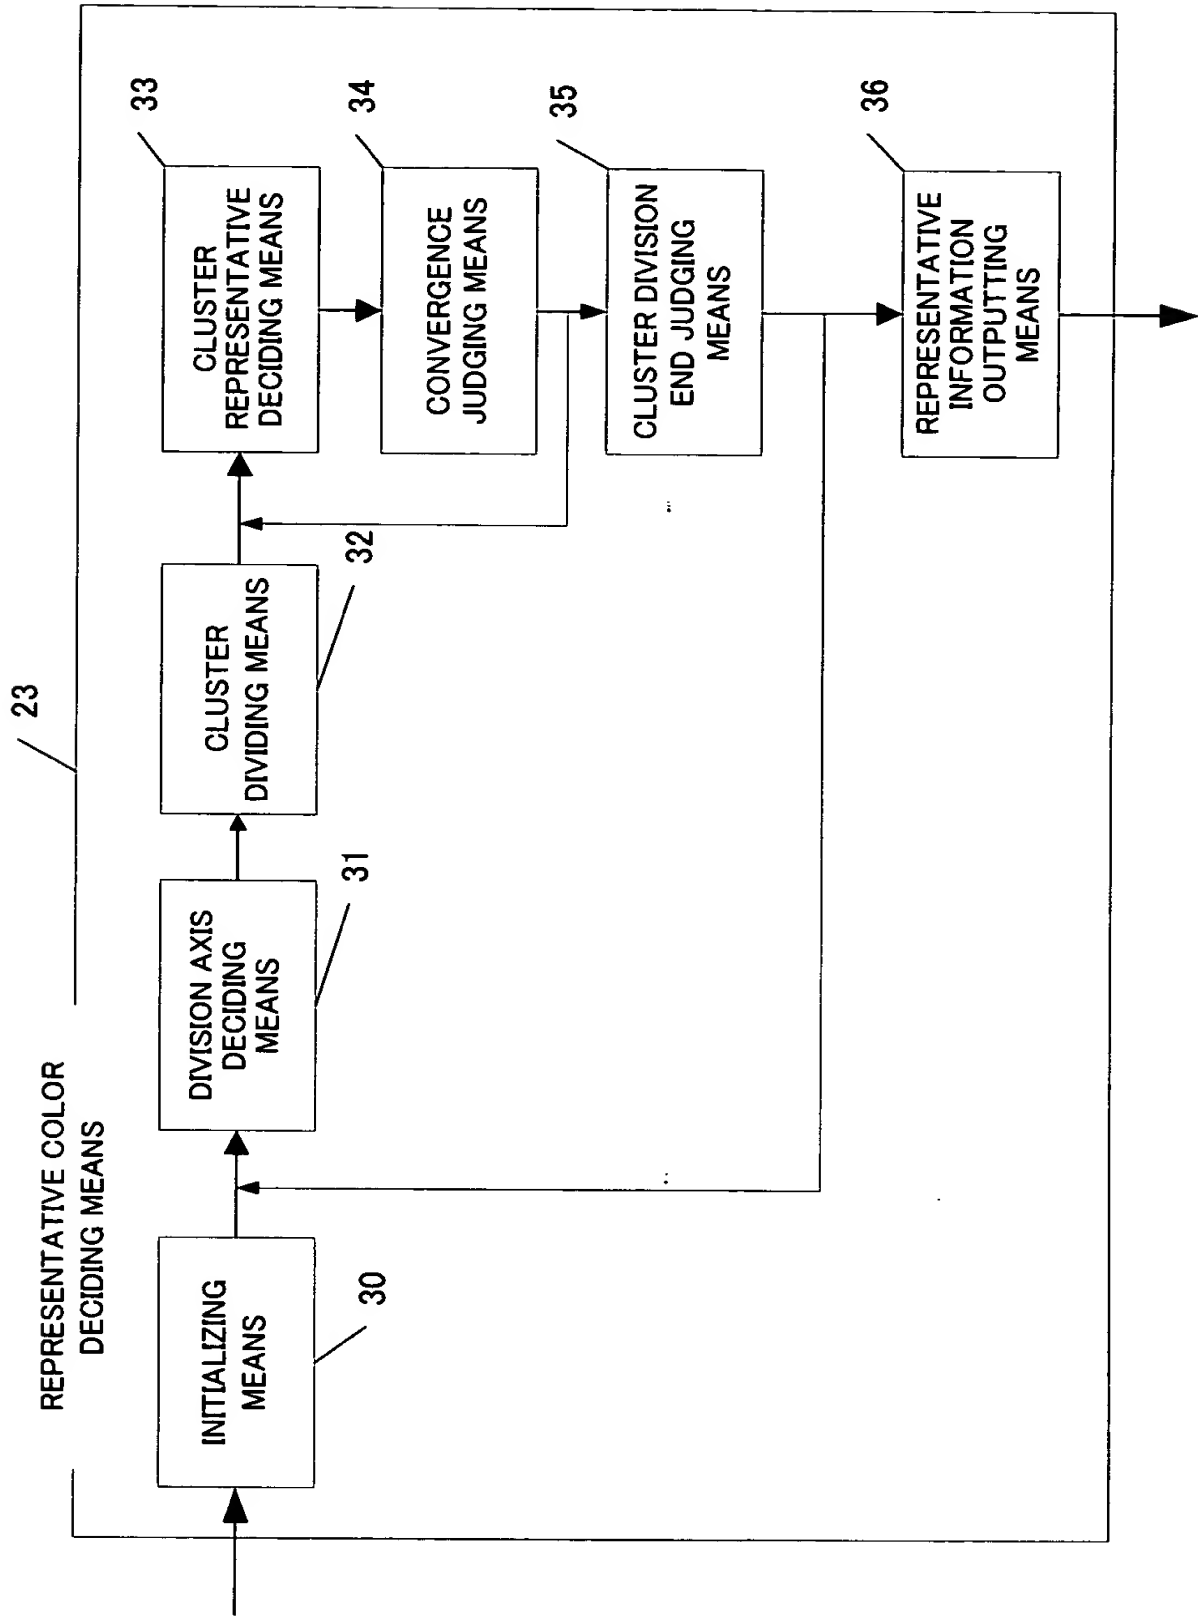 REPRESENTATIVE COLOR
DECIDING MEANS
23
INITIALIZING
MEANS
30
DIVISION AXIS
DECIDING
MEANS
31
CLUSTER
DIVIDING MEANS
32
CLUSTER
REPRESENTATIVE
DECIDING MEANS
33
CONVERGENCE
JUDGING MEANS
34
CLUSTER DIVISION
END JUDGING
MEANS
35
REPRESENTATIVE
INFORMATION
OUTPUTTING
MEANS
36